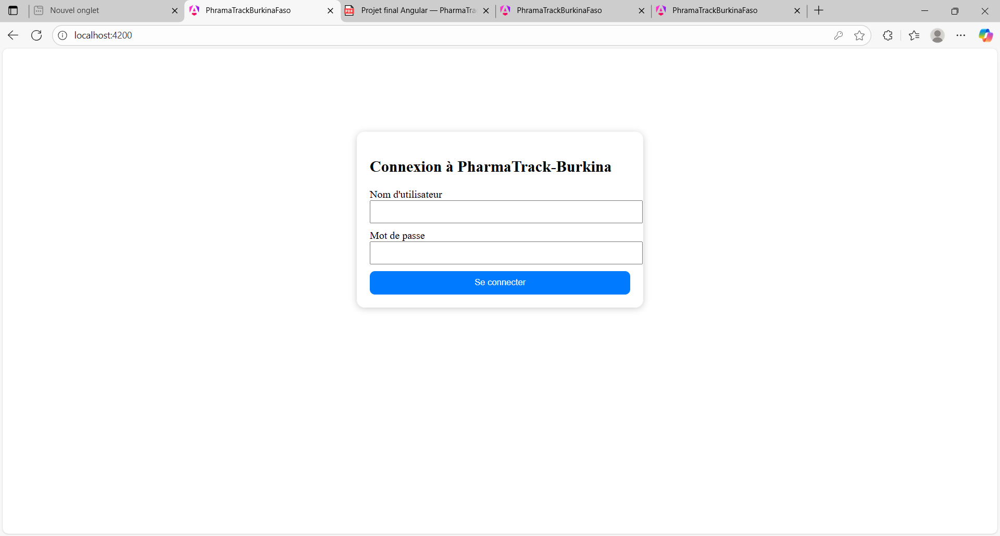 Nouvel onglet
PhramaTrackBurkinaFaso
Projet final Angular — PharmaTra
PhramaTrackBurkinaFaso
PhramaTrackBurkinaFaso
localhost:4200
Connexion à PharmaTrack-Burkina
Nom d'utilisateur
Mot de passe
Se connecter